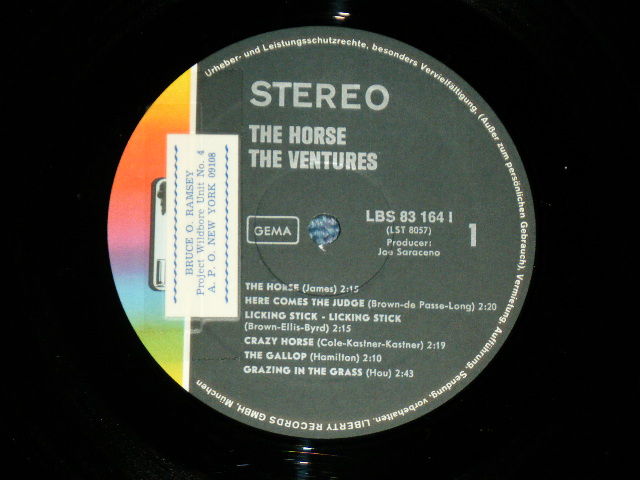 Urheber- und Leistungsschutzrechte, besonders Vervielfältigung, (Außer zum persönlichen Gebrauch), Vermietung, Aufführung, Sendung, vorbehalten. LIBERTY RECORDS GMBH, München
STEREO
THE HORSE
THE VENTURES
BRUCE O. RAMSEY
Project Wildbore Unit No. 4
A. P. O. NEW YORK 09108
GEMA
LBS 83 164 I
(LST 8057)
Producer:
Joe Saraceno
1
THE HORSE (James) 2:15
HERE COMES THE JUDGE (Brown-de Passe-Long) 2:20
LICKING STICK - LICKING STICK
(Brown-Ellis-Byrd) 2:15
CRAZY HORSE (Cole-Kastner-Kastner) 2:19
THE GALLOP (Hamilton) 2:10
GRAZING IN THE GRASS (Hou) 2:43